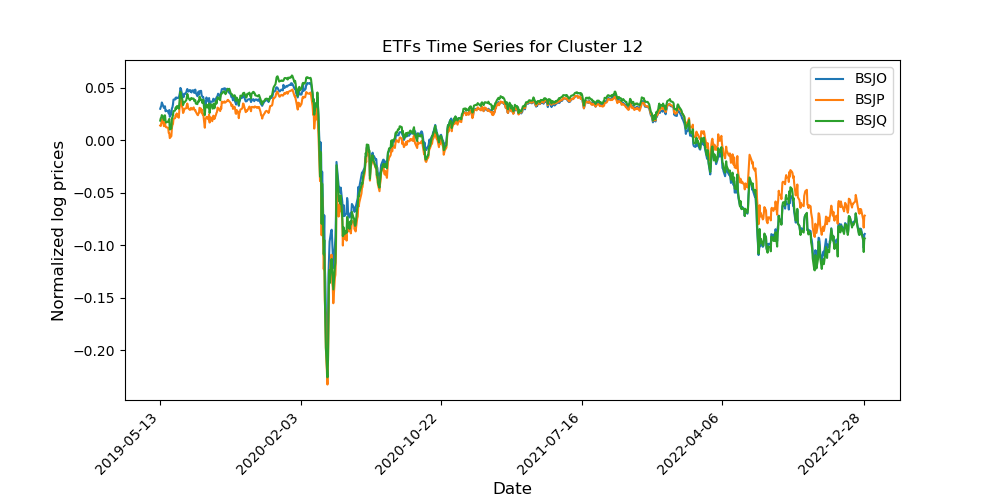 ETFs Time Series for Cluster 12
Normalized log prices
0.05
0.00
−0.05
−0.10
−0.15
−0.20
BSJO
BSJP
BSJQ
2019-05-13
2020-02-03
2020-10-22
2021-07-16
2022-04-06
2022-12-28
Date